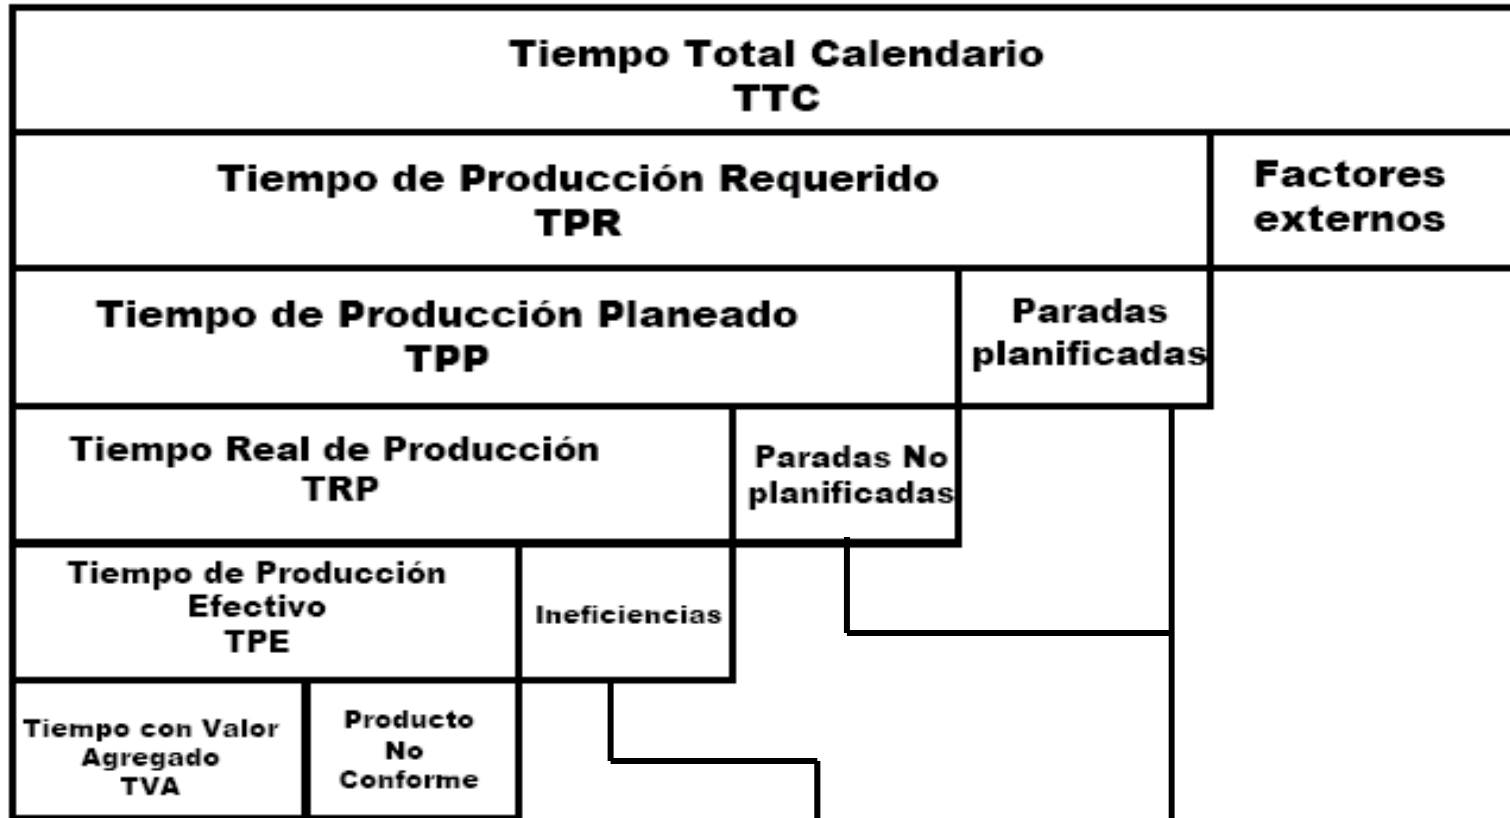 Tiempo Total Calendario
TTC
Tiempo de Producción Requerido
TPR
Factores
externos
Tiempo de Producción Planeado
TPP
Paradas
planificadas
Tiempo Real de Producción
TRP
Paradas No
planificadas
Tiempo de Producción
Efectivo
TPE
Ineficiencias
Tiempo con Valor
Agregado
TVA
Producto
No
Conforme